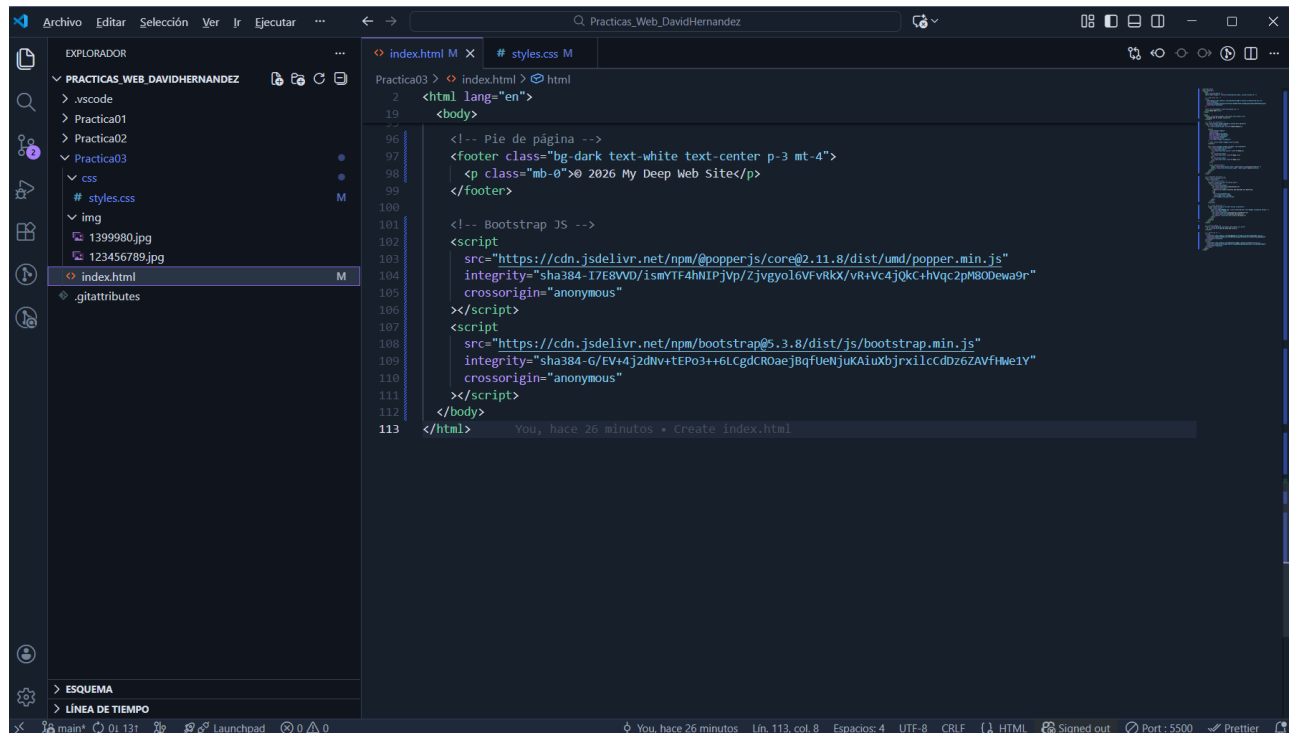 Archivo Editar Selección Ver Ir Ejecutar ···
Practicas_Web_DavidHernandez
EXPLORADOR
PRACTICAS_WEB_DAVIDHERNANDEZ
.vscode
Practica01
Practica02
Practica03
css
# styles.css M
img
1399980.jpg
123456789.jpg
<> index.html M
.gitattributes
ESQUEMA
LÍNEA DE TIEMPO
<> index.html M
# styles.css M
Practica03 > <> index.html > html
2 <html lang="en">
19 <body>
96 <!-- Pie de página -->
97 <footer class="bg-dark text-white text-center p-3 mt-4">
98 <p class="mb-0">© 2026 My Deep Web Site</p>
99 </footer>
100
101 <!-- Bootstrap JS -->
102 <script
103 src="https://cdn.jsdelivr.net/npm/@popperjs/core@2.11.8/dist/umd/popper.min.js"
104 integrity="sha384-I7E8VVD/ismYTF4hNIPjVp/Zjvgyol6VFvRkX/vR+Vc4jQkC+hVqc2pM8ODewa9r"
105 crossorigin="anonymous"
106 ></script>
107 <script
108 src="https://cdn.jsdelivr.net/npm/bootstrap@5.3.8/dist/js/bootstrap.min.js"
109 integrity="sha384-G/EV+4j2dNv+tEPo3++6LCgdCROaejBqfUeNjuKAiuXbjrxilcCdDz6ZAVfHWe1Y"
110 crossorigin="anonymous"
111 ></script>
112 </body>
113 </html> You, hace 26 minutos • Create index.html
2
main* 0↓ 13↑ Launchpad 0 0 You, hace 26 minutos Lín. 113, col. 8 Espacios: 4 UTF-8 CRLF {} HTML Signed out Port : 5500 Prettier